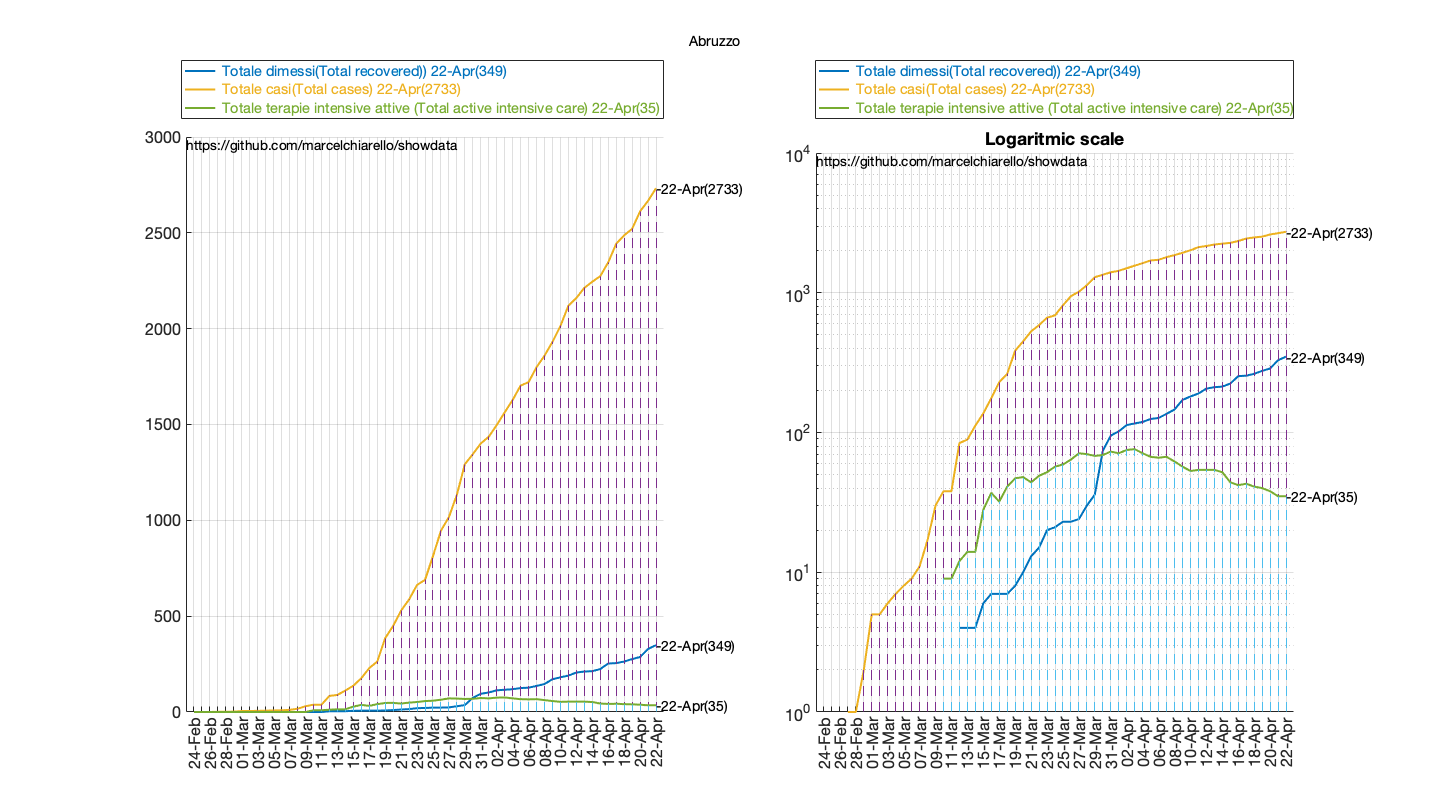 Abruzzo
Totale dimessi(Total recovered)) 22-Apr(349)
Totale casi(Total cases) 22-Apr(2733)
Totale terapie intensive attive (Total active intensive care) 22-Apr(35)
https://github.com/marcelchiarello/showdata
3000
2500
2000
1500
1000
500
0
22-Apr(2733)
22-Apr(349)
22-Apr(35)
24-Feb
26-Feb
28-Feb
01-Mar
03-Mar
05-Mar
07-Mar
09-Mar
11-Mar
13-Mar
15-Mar
17-Mar
19-Mar
21-Mar
23-Mar
25-Mar
27-Mar
29-Mar
31-Mar
02-Apr
04-Apr
06-Apr
08-Apr
10-Apr
12-Apr
14-Apr
16-Apr
18-Apr
20-Apr
22-Apr
Totale dimessi(Total recovered)) 22-Apr(349)
Totale casi(Total cases) 22-Apr(2733)
Totale terapie intensive attive (Total active intensive care) 22-Apr(35)
Logaritmic scale
https://github.com/marcelchiarello/showdata
10^4
10^3
10^2
10^1
10^0
22-Apr(2733)
22-Apr(349)
22-Apr(35)
24-Feb
26-Feb
28-Feb
01-Mar
03-Mar
05-Mar
07-Mar
09-Mar
11-Mar
13-Mar
15-Mar
17-Mar
19-Mar
21-Mar
23-Mar
25-Mar
27-Mar
29-Mar
31-Mar
02-Apr
04-Apr
06-Apr
08-Apr
10-Apr
12-Apr
14-Apr
16-Apr
18-Apr
20-Apr
22-Apr